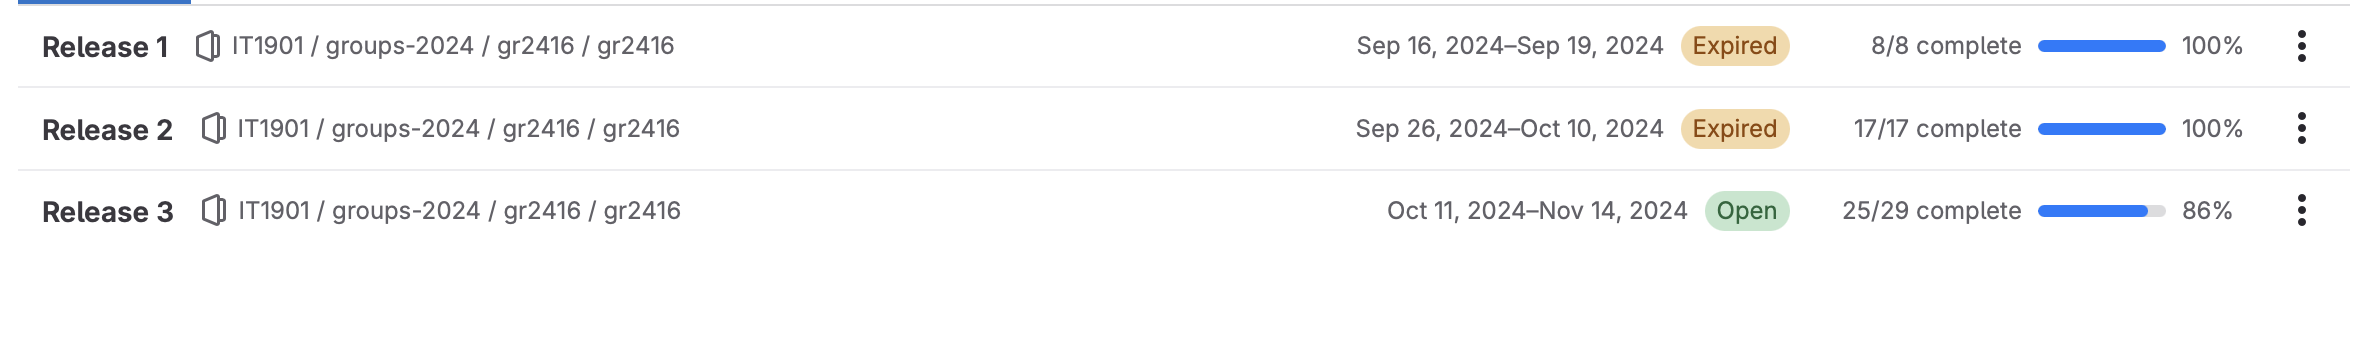 Release 1 IT1901 / groups-2024 / gr2416 / gr2416 Sep 16, 2024–Sep 19, 2024 Expired 8/8 complete 100%
Release 2 IT1901 / groups-2024 / gr2416 / gr2416 Sep 26, 2024–Oct 10, 2024 Expired 17/17 complete 100%
Release 3 IT1901 / groups-2024 / gr2416 / gr2416 Oct 11, 2024–Nov 14, 2024 Open 25/29 complete 86%